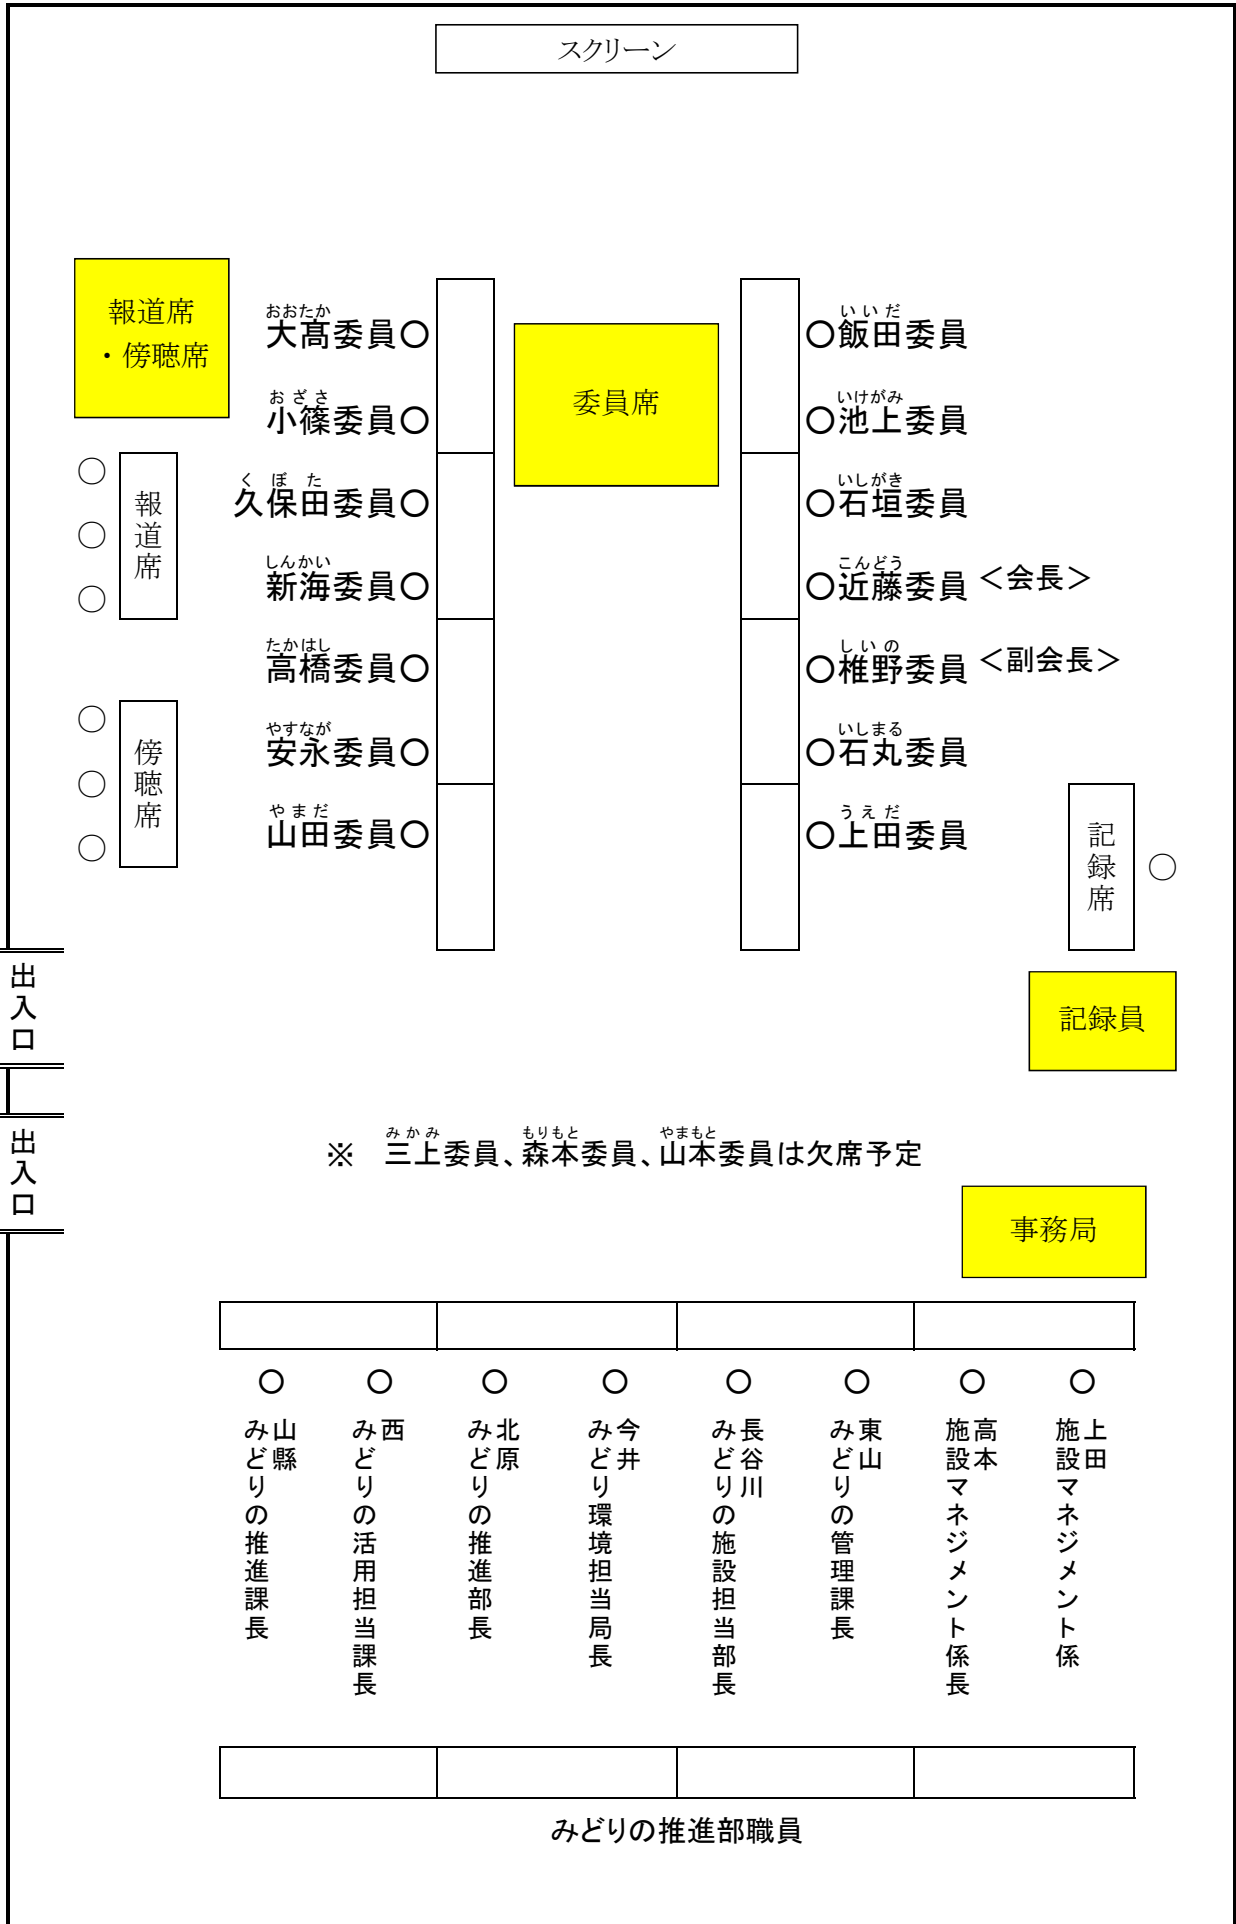 スクリーン
報道席
・傍聴席
委員席
おおたか
大髙委員〇
おざさ
小篠委員〇
くぼた
久保田委員〇
しんかい
新海委員〇
たかはし
高橋委員〇
やすなが
安永委員〇
やまだ
山田委員〇
いいだ
〇飯田委員
いけがみ
〇池上委員
いしがき
〇石垣委員
こんどう
〇近藤委員 <会長>
しいの
〇椎野委員 <副会長>
いしまる
〇石丸委員
うえだ
〇上田委員
〇
〇
〇
報道席
〇
〇
〇
傍聴席
記録席
〇
記録員
出入口
出入口
みかみ もりもと やまもと
※ 三上委員、森本委員、山本委員は欠席予定
事務局
〇 〇 〇 〇 〇 〇 〇 〇
山縣
みどりの推進課長
西
みどりの活用担当課長
北原
みどりの推進部長
今井
みどり環境担当局長
長谷川
みどりの施設担当部長
東山
みどりの管理課長
高本
施設マネジメント係長
上田
施設マネジメント係
みどりの推進部職員